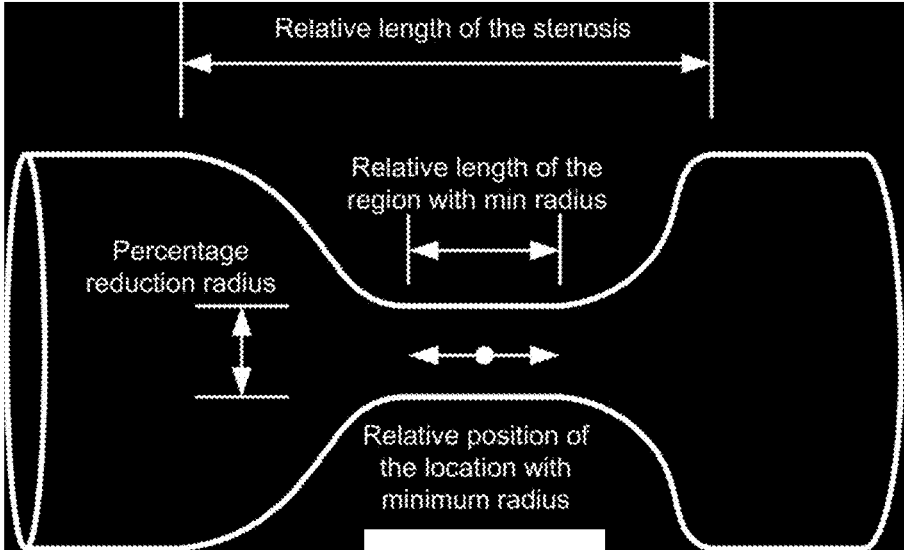 Relative length of the stenosis
Relative length of the
region with min radius
Percentage
reduction radius
Relative position of
the location with
minimum radius